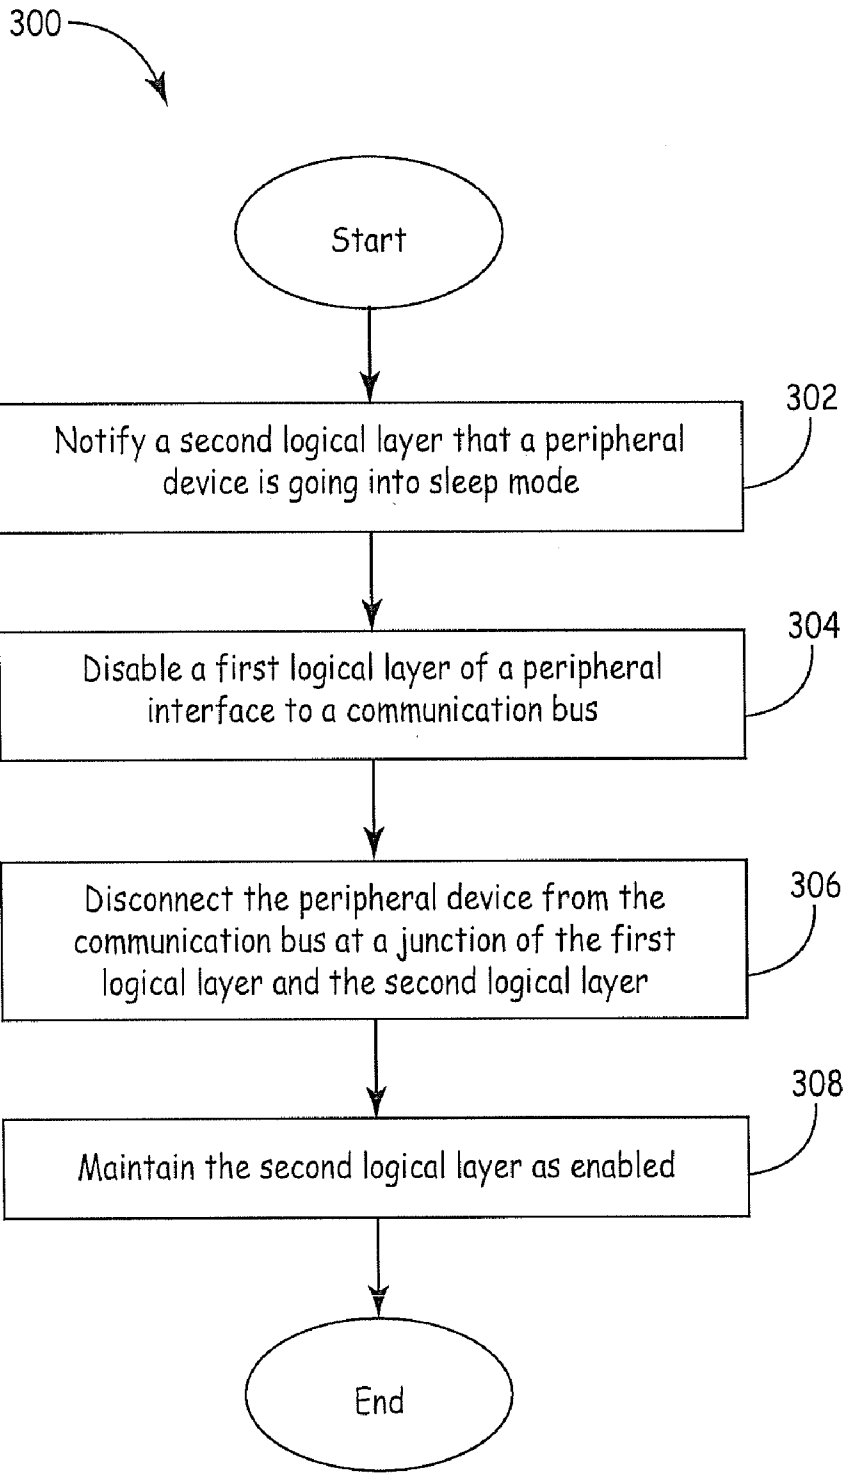 300
Start
302
Notify a second logical layer that a peripheral
device is going into sleep mode
304
Disable a first logical layer of a peripheral
interface to a communication bus
306
Disconnect the peripheral device from the
communication bus at a junction of the first
logical layer and the second logical layer
308
Maintain the second logical layer as enabled
End